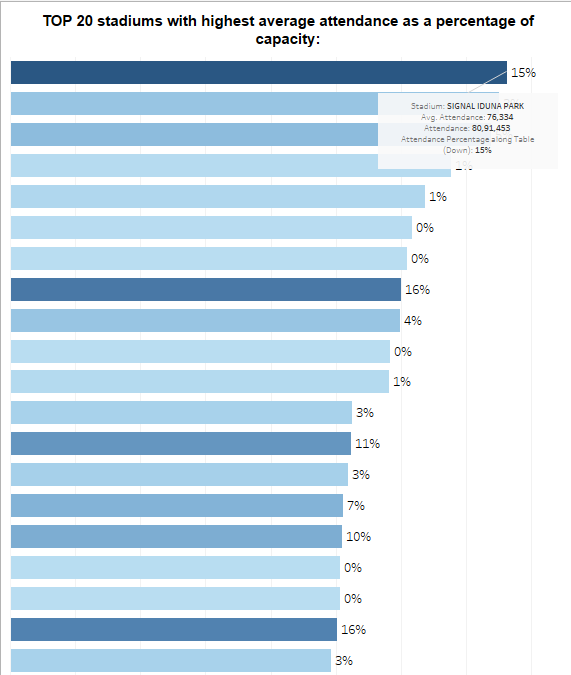 TOP 20 stadiums with highest average attendance as a percentage of
capacity:
15%
Stadium: SIGNAL IDUNA PARK
Avg. Attendance: 76,334
Attendance: 80,91,453
Attendance Percentage along Table
(Down): 15%
1%
0%
0%
16%
4%
0%
1%
3%
11%
3%
7%
10%
0%
0%
16%
3%